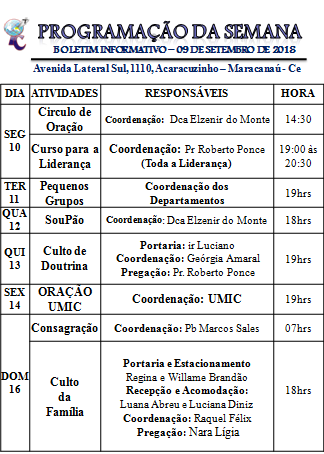 PROGRAMAÇÃO DA SEMANA
BOLETIM INFORMATIVO – 09 DE SETEMBRO DE 2018
Avenida Lateral Sul,1110, Acaracuzinho – Maracanaú - Ce
DIA ATIVIDADES RESPONSÁVEIS HORA
SEG
10
Círculo de
Oração
Coordenação: Dca Elzenir do Monte
14:30
Curso para a
Liderança
Coordenação: Pr Roberto Ponce
(Toda a Liderança)
19:00 às
20:30
TER
11
Pequenos
Grupos
Coordenação dos
Departamentos
19hrs
QUA
12
SouPão
Coordenação: Dca Elzenir do Monte
18hs
QUI
13
Culto de
Doutrina
Portaria: ir Luciano
Coordenação: Geórgia Amaral
Pregação: Pr. Roberto Ponce
19hs
SEX
14
ORAÇÃO
UMIC
Coordenação: UMIC
19hrs
DOM
16
Consagração
Coordenação: Pb Marcos Sales
07hrs
Culto
da
Família
Portaria e Estacionamento
Regina e Willame Brandão
Recepção e Acomodação:
Luana Abreu e Luciana Diniz
Coordenação: Raquel Félix
Pregação: Nara Lígia
18hs